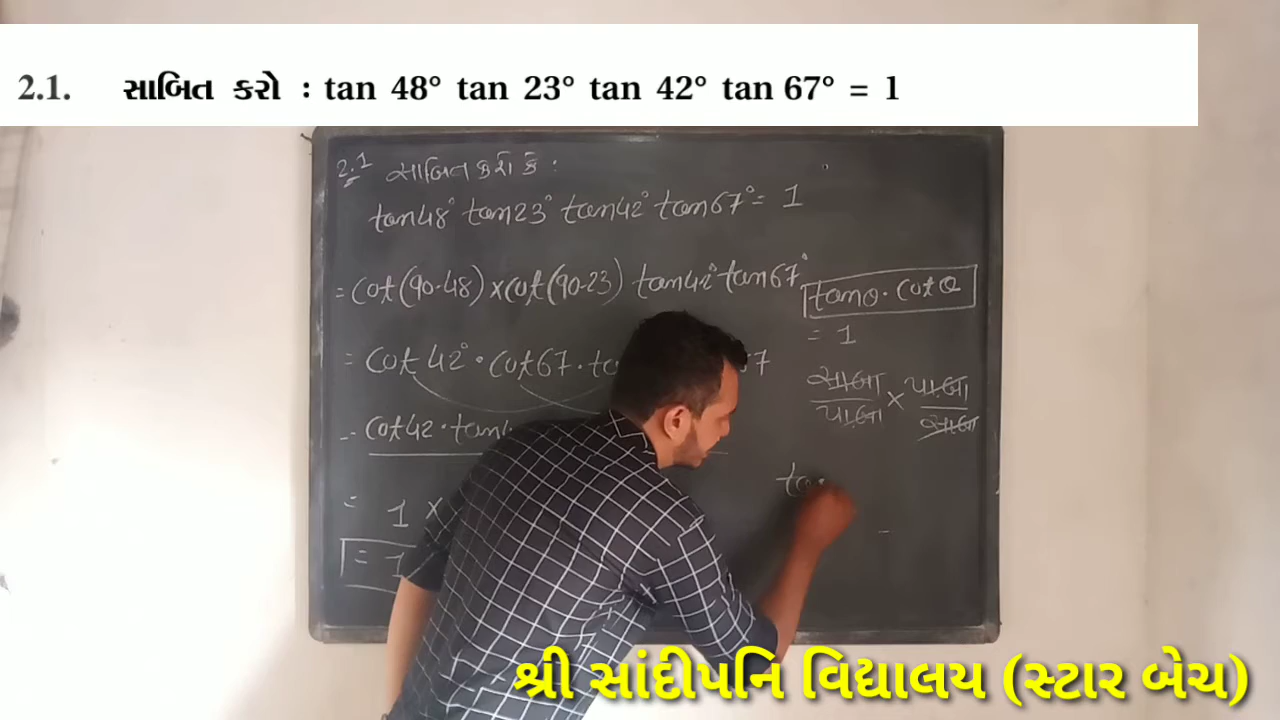 2.1. સાબિત કરો : tan 48° tan 23° tan 42° tan 67° = 1
2.1 સાબિત કરો કે :
tan48° tan23° tan42° tan67° = 1
= cot(90-48) × cot(90-23) tan42° tan67°
tanθ · cotθ
= 1
= cot 42° · cot67 · 7
સાબા / પાબા × પાબા / સાબા
cot42 · tan
ta
= 1 ×
= 1
શ્રી સાંદીપનિ વિદ્યાલય (સ્ટાર બેચ)